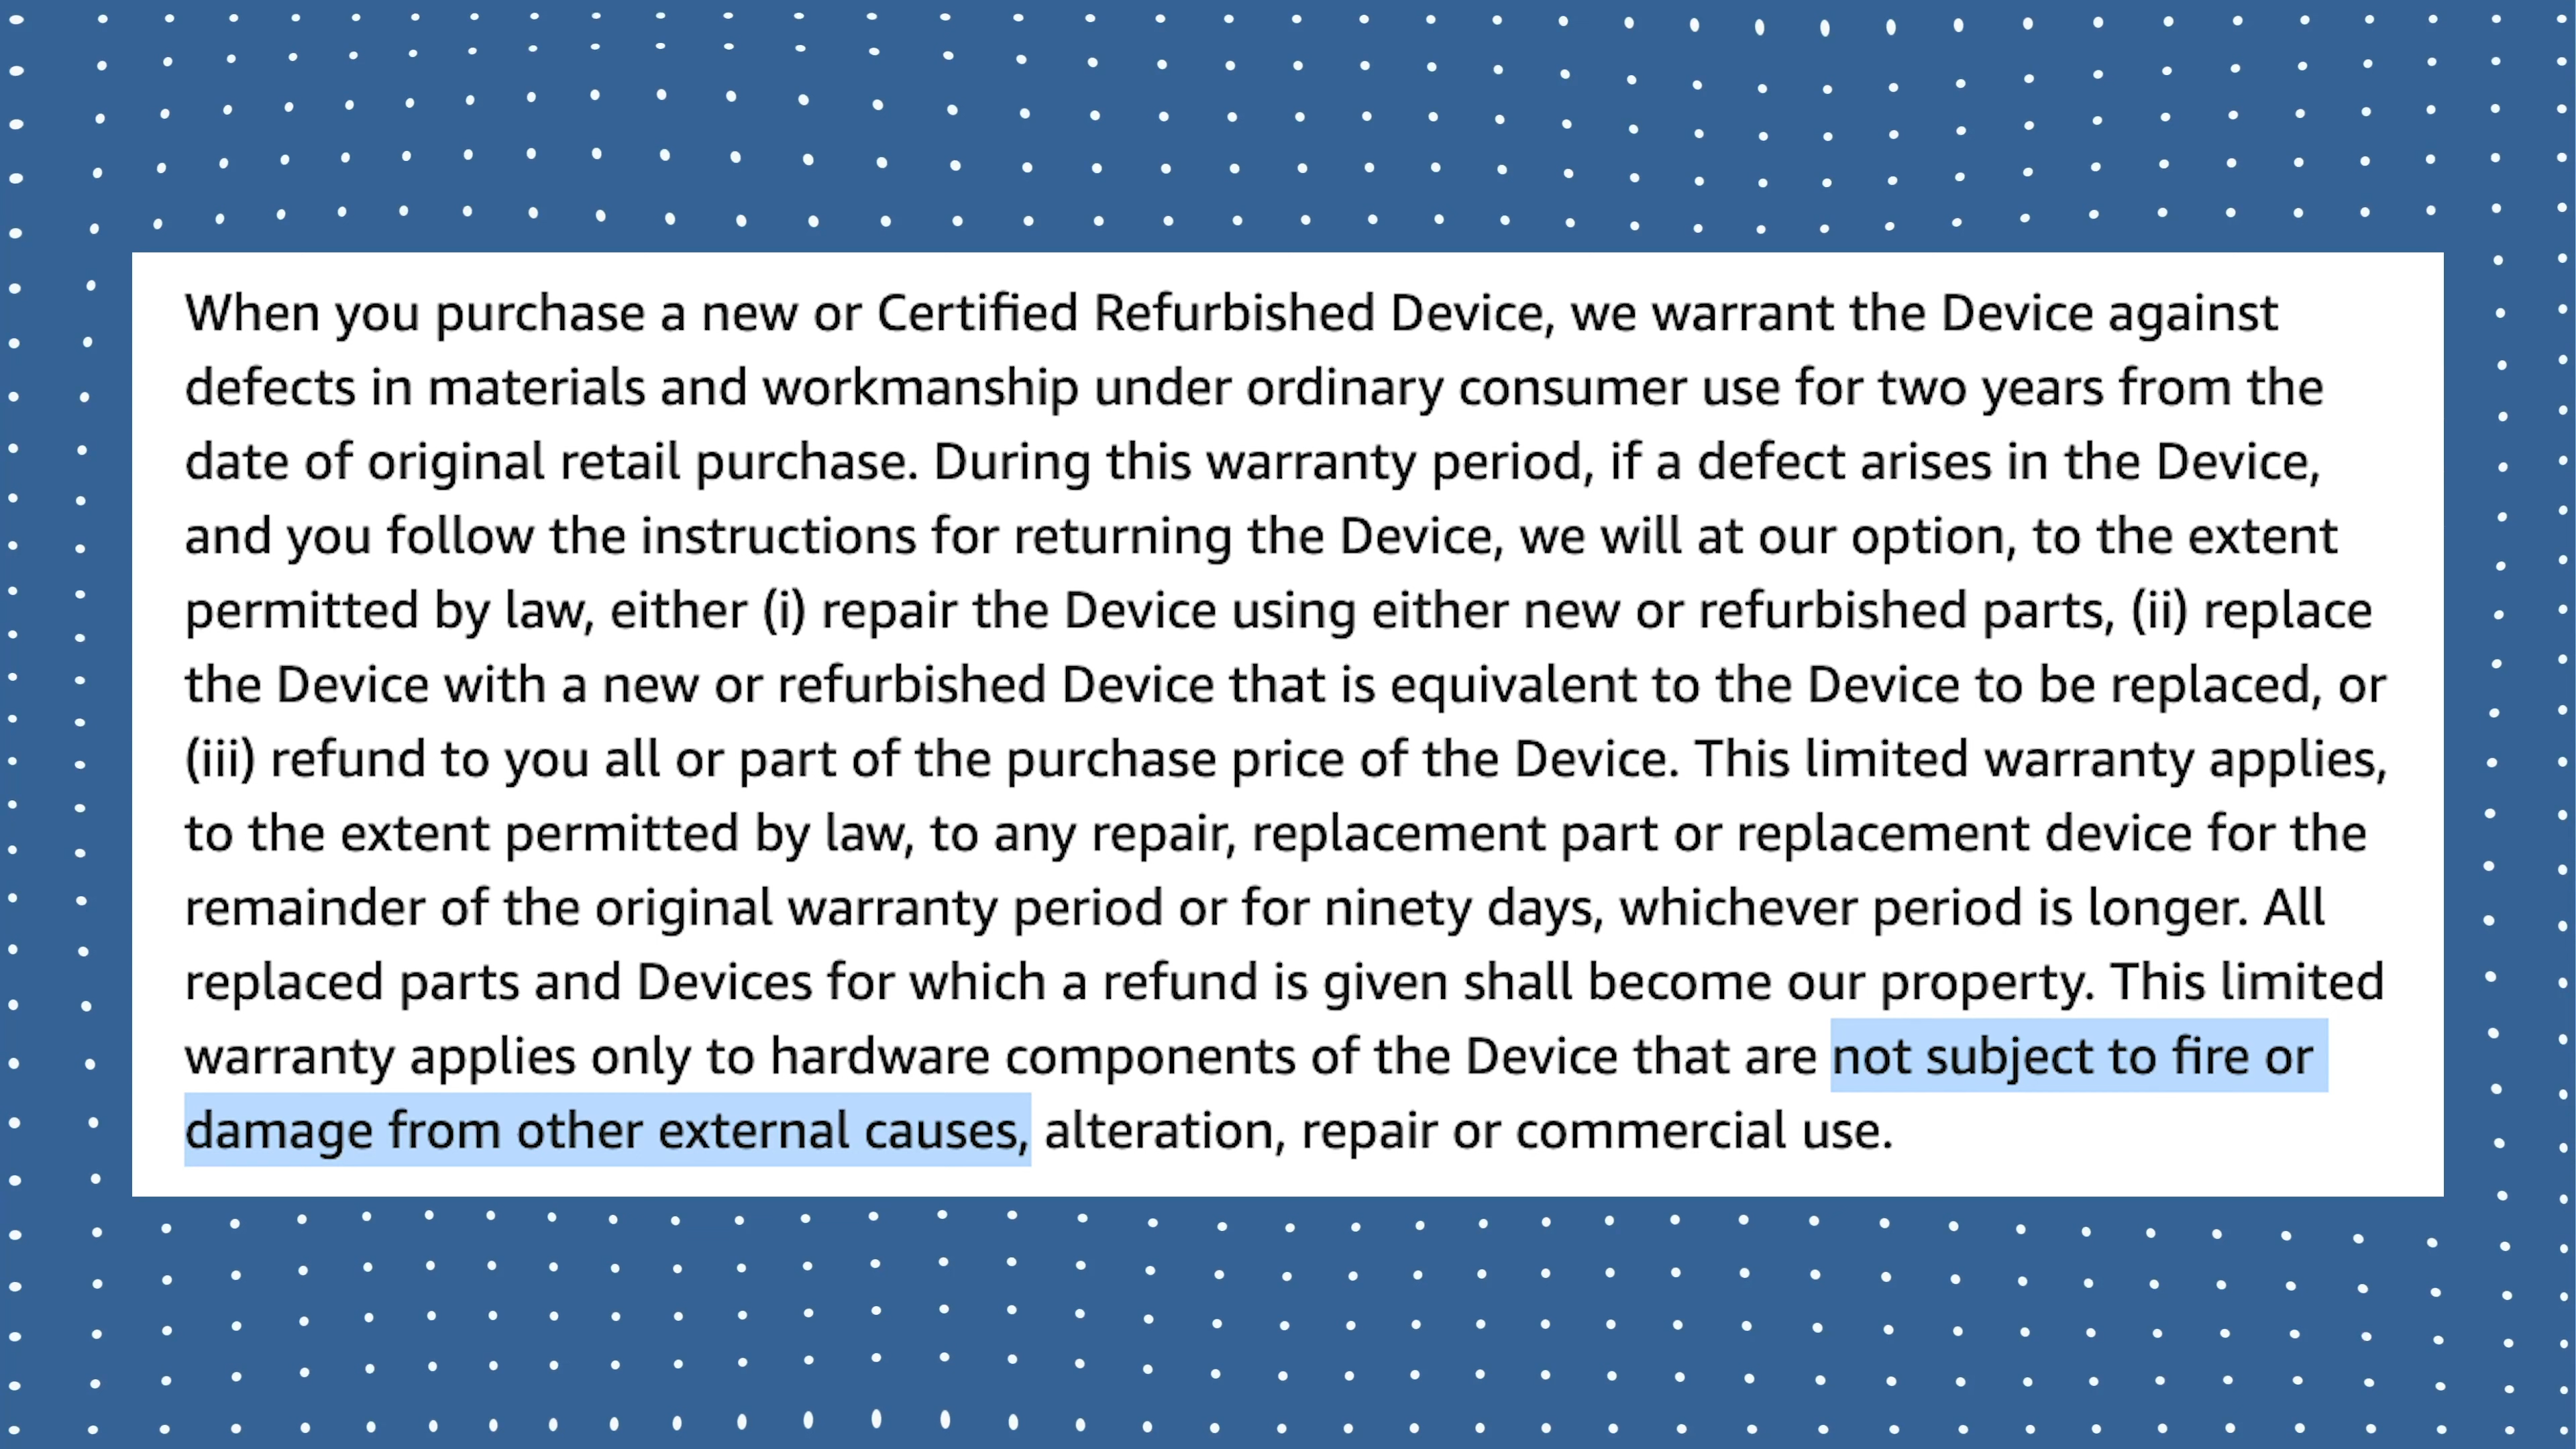 When you purchase a new or Certified Refurbished Device, we warrant the Device against
defects in materials and workmanship under ordinary consumer use for two years from the
date of original retail purchase. During this warranty period, if a defect arises in the Device,
and you follow the instructions for returning the Device, we will at our option, to the extent
permitted by law, either (i) repair the Device using either new or refurbished parts, (ii) replace
the Device with a new or refurbished Device that is equivalent to the Device to be replaced, or
(iii) refund to you all or part of the purchase price of the Device. This limited warranty applies,
to the extent permitted by law, to any repair, replacement part or replacement device for the
remainder of the original warranty period or for ninety days, whichever period is longer. All
replaced parts and Devices for which a refund is given shall become our property. This limited
warranty applies only to hardware components of the Device that are not subject to fire or
damage from other external causes, alteration, repair or commercial use.